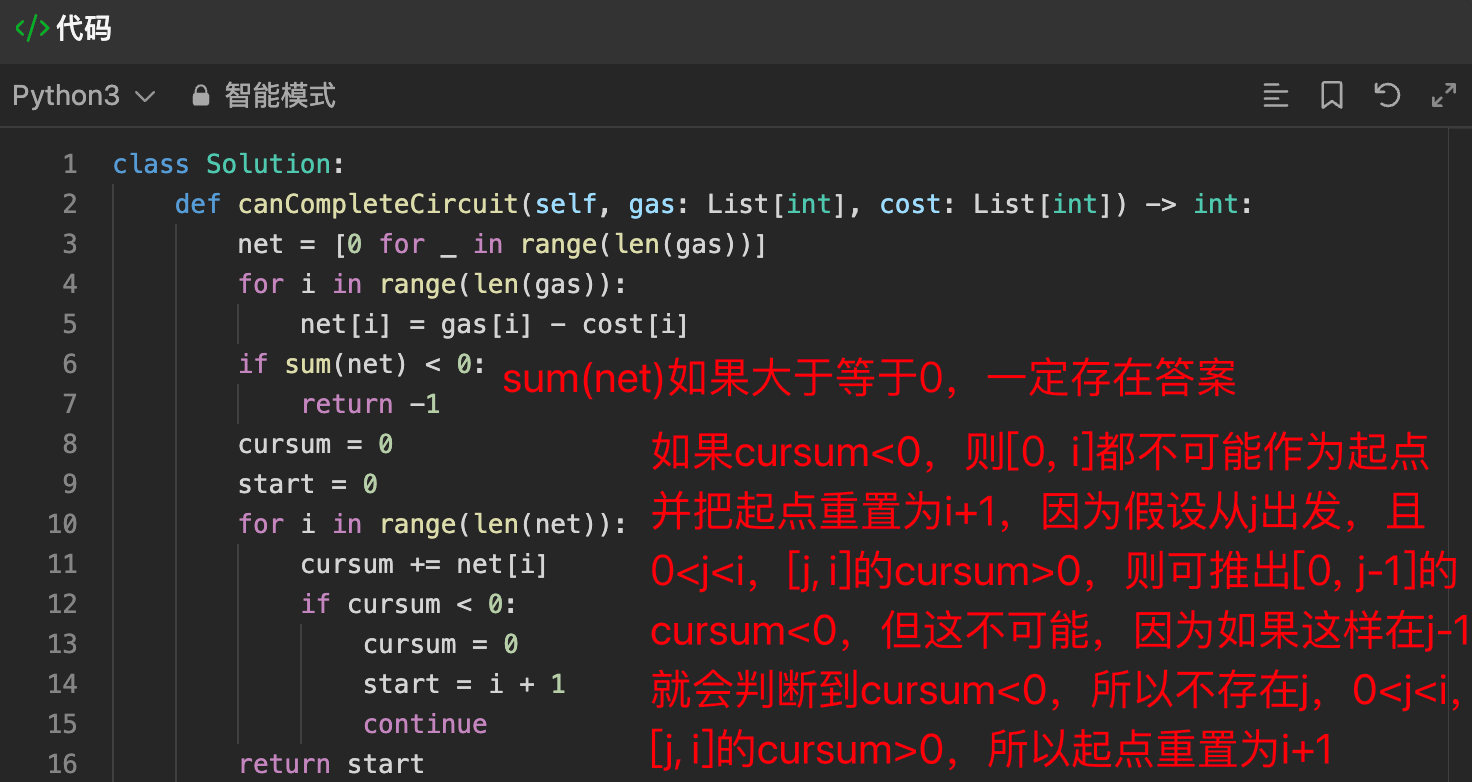 </> 代码
Python3 智能模式
1 class Solution:
2 def canCompleteCircuit(self, gas: List[int], cost: List[int]) -> int:
3 net = [0 for _ in range(len(gas))]
4 for i in range(len(gas)):
5 net[i] = gas[i] - cost[i]
6 if sum(net) < 0:
sum(net)如果大于等于0，一定存在答案
7 return -1
8 cursum = 0
9 start = 0
10 for i in range(len(net)):
11 cursum += net[i]
12 if cursum < 0:
13 cursum = 0
14 start = i + 1
15 continue
16 return start
如果cursum<0，则[0, i]都不可能作为起点
并把起点重置为i+1，因为假设从j出发，且
0<j<i，[j, i]的cursum>0，则可推出[0, j-1]的
cursum<0，但这不可能，因为如果这样在j-1
就会判断到cursum<0，所以不存在j，0<j<i，
[j, i]的cursum>0，所以起点重置为i+1